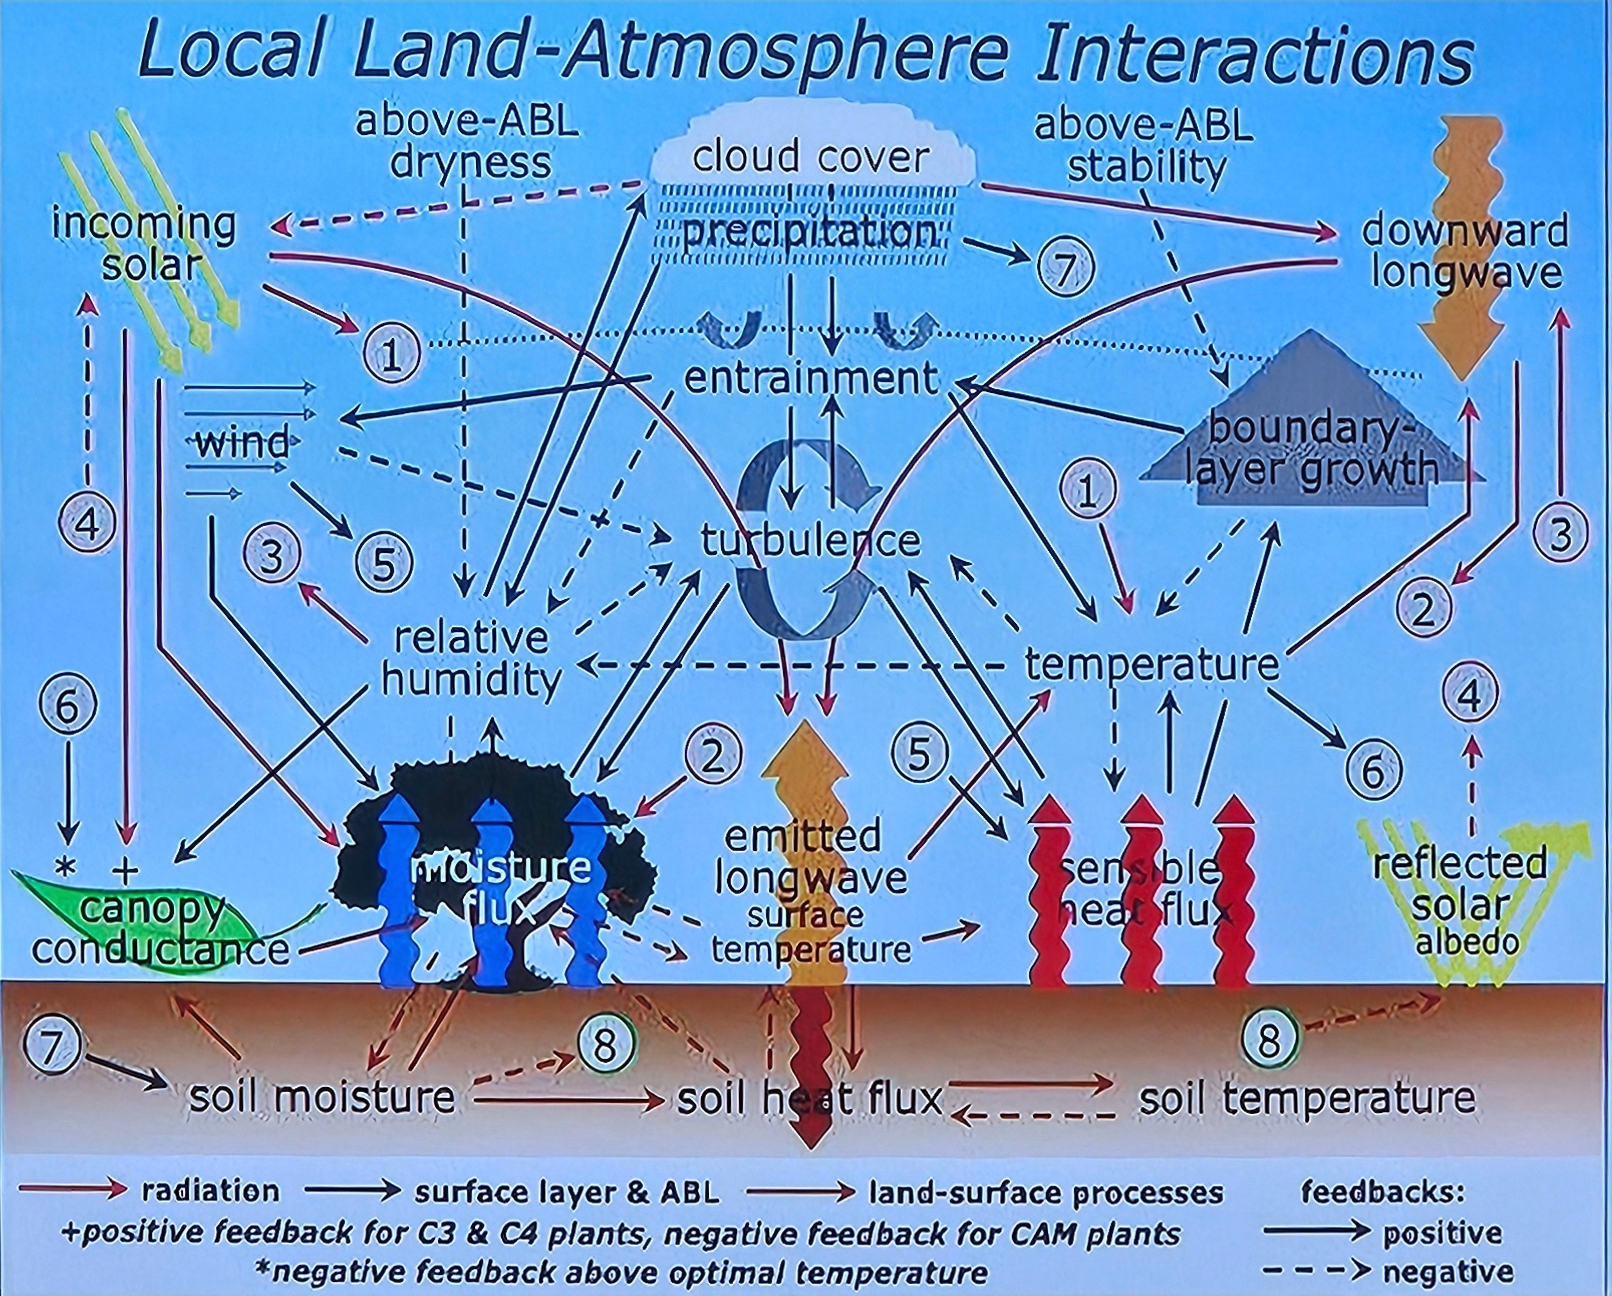 Local Land-Atmosphere Interactions
above-ABL
dryness
cloud cover
above-ABL
stability
incoming
solar
precipitation
7
downward
longwave
1
entrainment
wind
boundary-
layer growth
1
4
3
5
turbulence
3
2
relative
humidity
temperature
6
2
5
6
4
*
+
emitted
longwave
surface
temperature
moisture
flux
sensible
heat flux
reflected
solar
albedo
canopy
conductance
7
8
8
soil moisture
soil heat flux
soil temperature
radiation
surface layer & ABL
land-surface processes
feedbacks:
+positive feedback for C3 & C4 plants, negative feedback for CAM plants
positive
*negative feedback above optimal temperature
negative